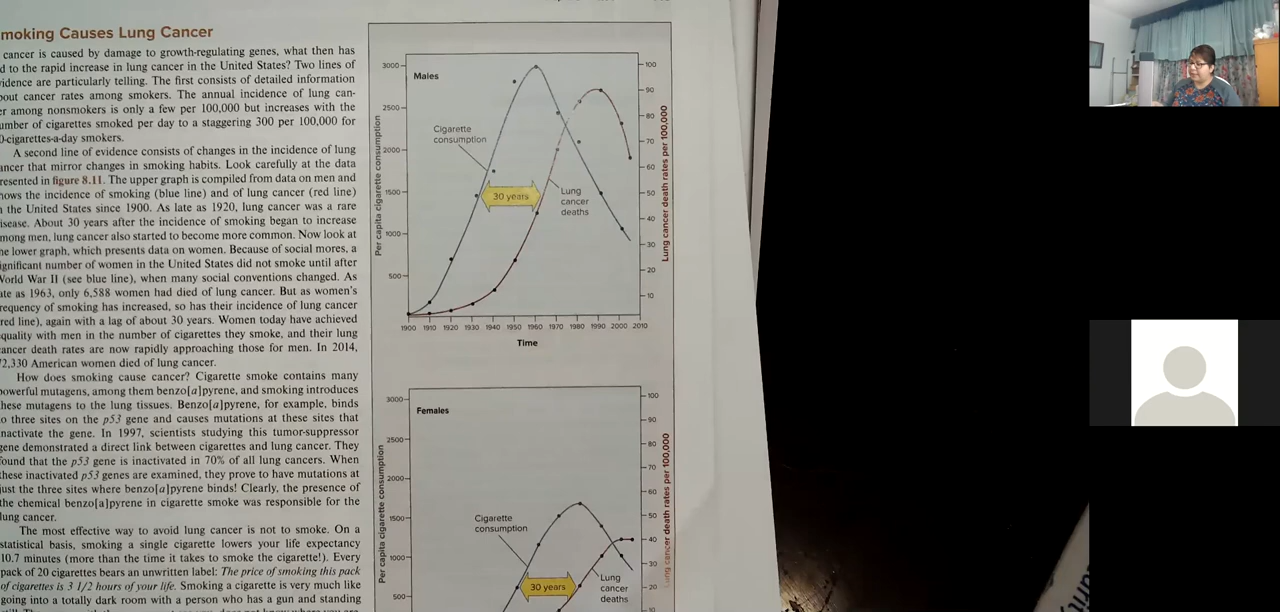 moking Causes Lung Cancer
cancer is caused by damage to growth-regulating genes, what then has
d to the rapid increase in lung cancer in the United States? Two lines of
idence are particularly telling. The first consists of detailed information
out cancer rates among smokers. The annual incidence of lung can-
er among nonsmokers is only a few per 100,000 but increases with the
umber of cigarettes smoked per day to a staggering 300 per 100,000 for
0-cigarettes-a-day smokers.
A second line of evidence consists of changes in the incidence of lung
ancer that mirror changes in smoking habits. Look carefully at the data
resented in figure 8.11. The upper graph is compiled from data on men and
hows the incidence of smoking (blue line) and of lung cancer (red line)
n the United States since 1900. As late as 1920, lung cancer was a rare
isease. About 30 years after the incidence of smoking began to increase
mong men, lung cancer also started to become more common. Now look at
he lower graph, which presents data on women. Because of social mores, a
ignificant number of women in the United States did not smoke until after
World War II (see blue line), when many social conventions changed. As
ate as 1963, only 6,588 women had died of lung cancer. But as women's
requency of smoking has increased, so has their incidence of lung cancer
red line), again with a lag of about 30 years. Women today have achieved
quality with men in the number of cigarettes they smoke, and their lung
ancer death rates are now rapidly approaching those for men. In 2014,
72,330 American women died of lung cancer.
How does smoking cause cancer? Cigarette smoke contains many
powerful mutagens, among them benzo[a]pyrene, and smoking introduces
these mutagens to the lung tissues. Benzo[a]pyrene, for example, binds
o three sites on the p53 gene and causes mutations at these sites that
nactivate the gene. In 1997, scientists studying this tumor-suppressor
gene demonstrated a direct link between cigarettes and lung cancer. They
found that the p53 gene is inactivated in 70% of all lung cancers. When
these inactivated p53 genes are examined, they prove to have mutations at
just the three sites where benzo[a]pyrene binds! Clearly, the presence of
the chemical benzo[a]pyrene in cigarette smoke was responsible for the
lung cancer.
The most effective way to avoid lung cancer is not to smoke. On a
statistical basis, smoking a single cigarette lowers your life expectancy
10.7 minutes (more than the time it takes to smoke the cigarette!). Every
pack of 20 cigarettes bears an unwritten label: The price of smoking this pack
of cigarettes is 3 1/2 hours of your life. Smoking a cigarette is very much like
going into a totally dark room with a person who has a gun and standing
Males
Per capita cigarette consumption
3000
2500
2000
1500
1000
500
Cigarette
consumption
30 years
Lung
cancer
deaths
100
90
80
70
60
50
40
30
20
10
Lung cancer death rates per 100,000
1900 1910 1920 1930 1940 1950 1960 1970 1980 1990 2000 2010
Time
Females
Per capita cigarette consumption
3000
2500
2000
1500
1000
500
Cigarette
consumption
30 years
Lung
cancer
deaths
100
90
80
70
60
50
40
30
20
10
Lung cancer death rates per 100,000